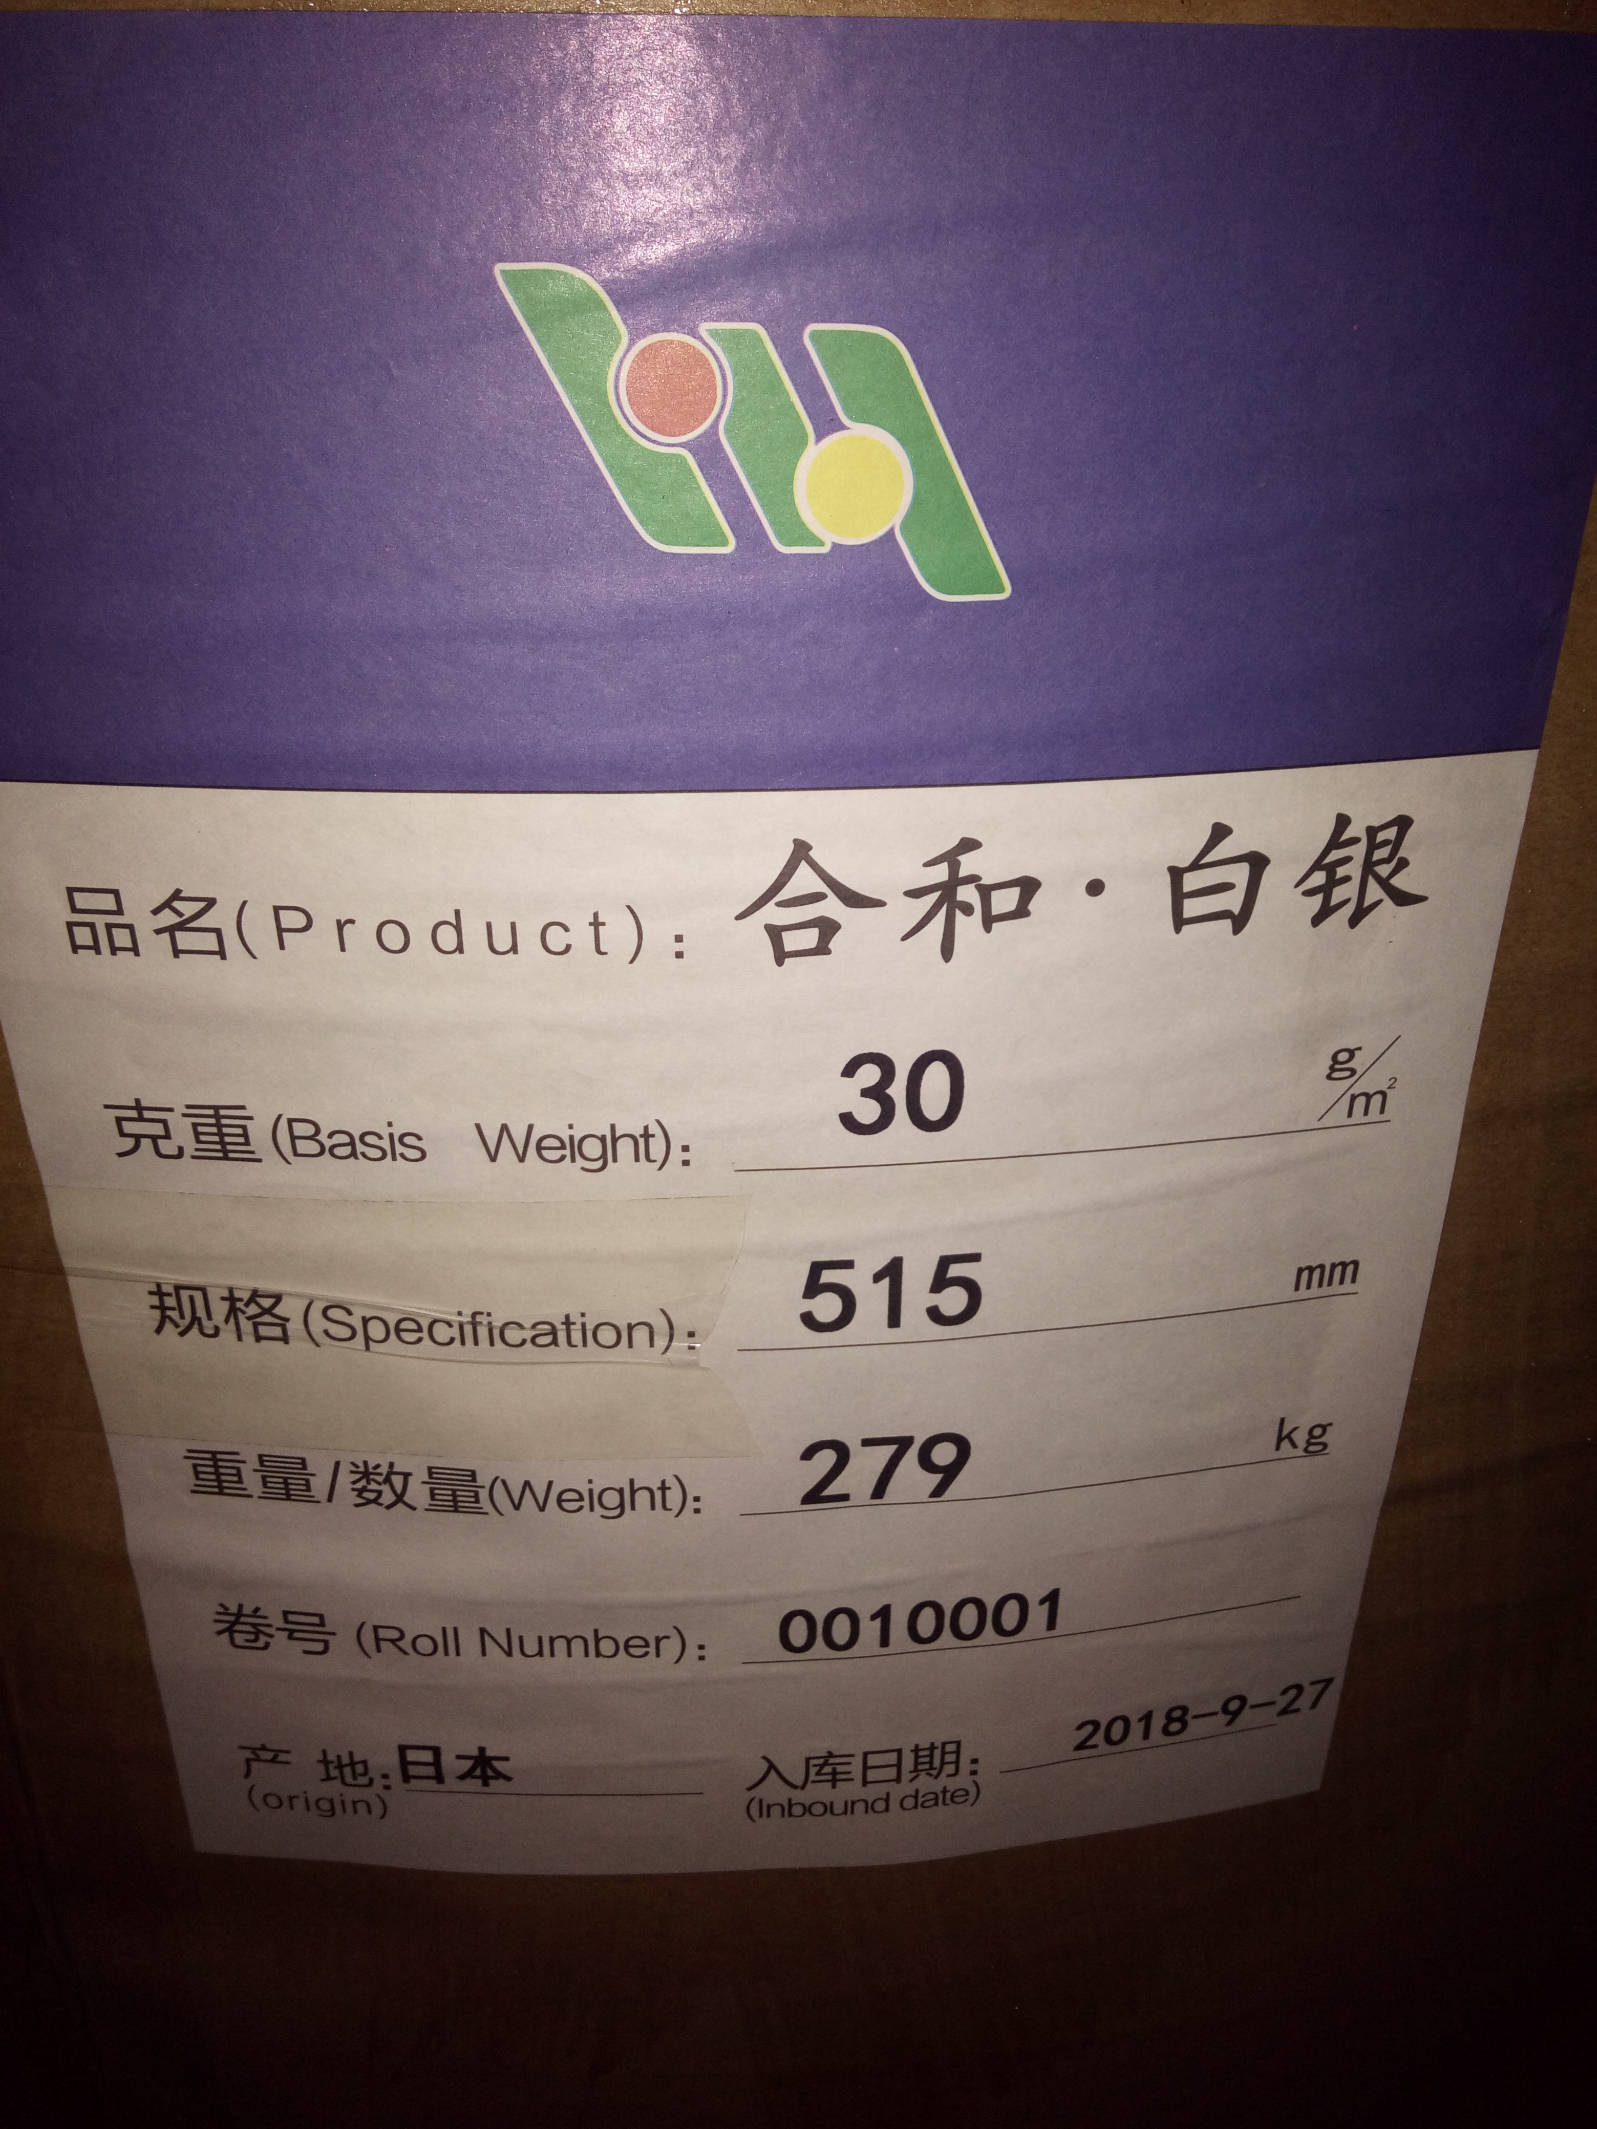 品名(Product)：合和·白银
克重(Basis Weight)： 30 g/m²
规格(Specification)： 515 mm
重量/数量(Weight)： 279 kg
卷号 (Roll Number)： 0010001
产 地：日本 入库日期： 2018-9-27
(origin) (Inbound date)